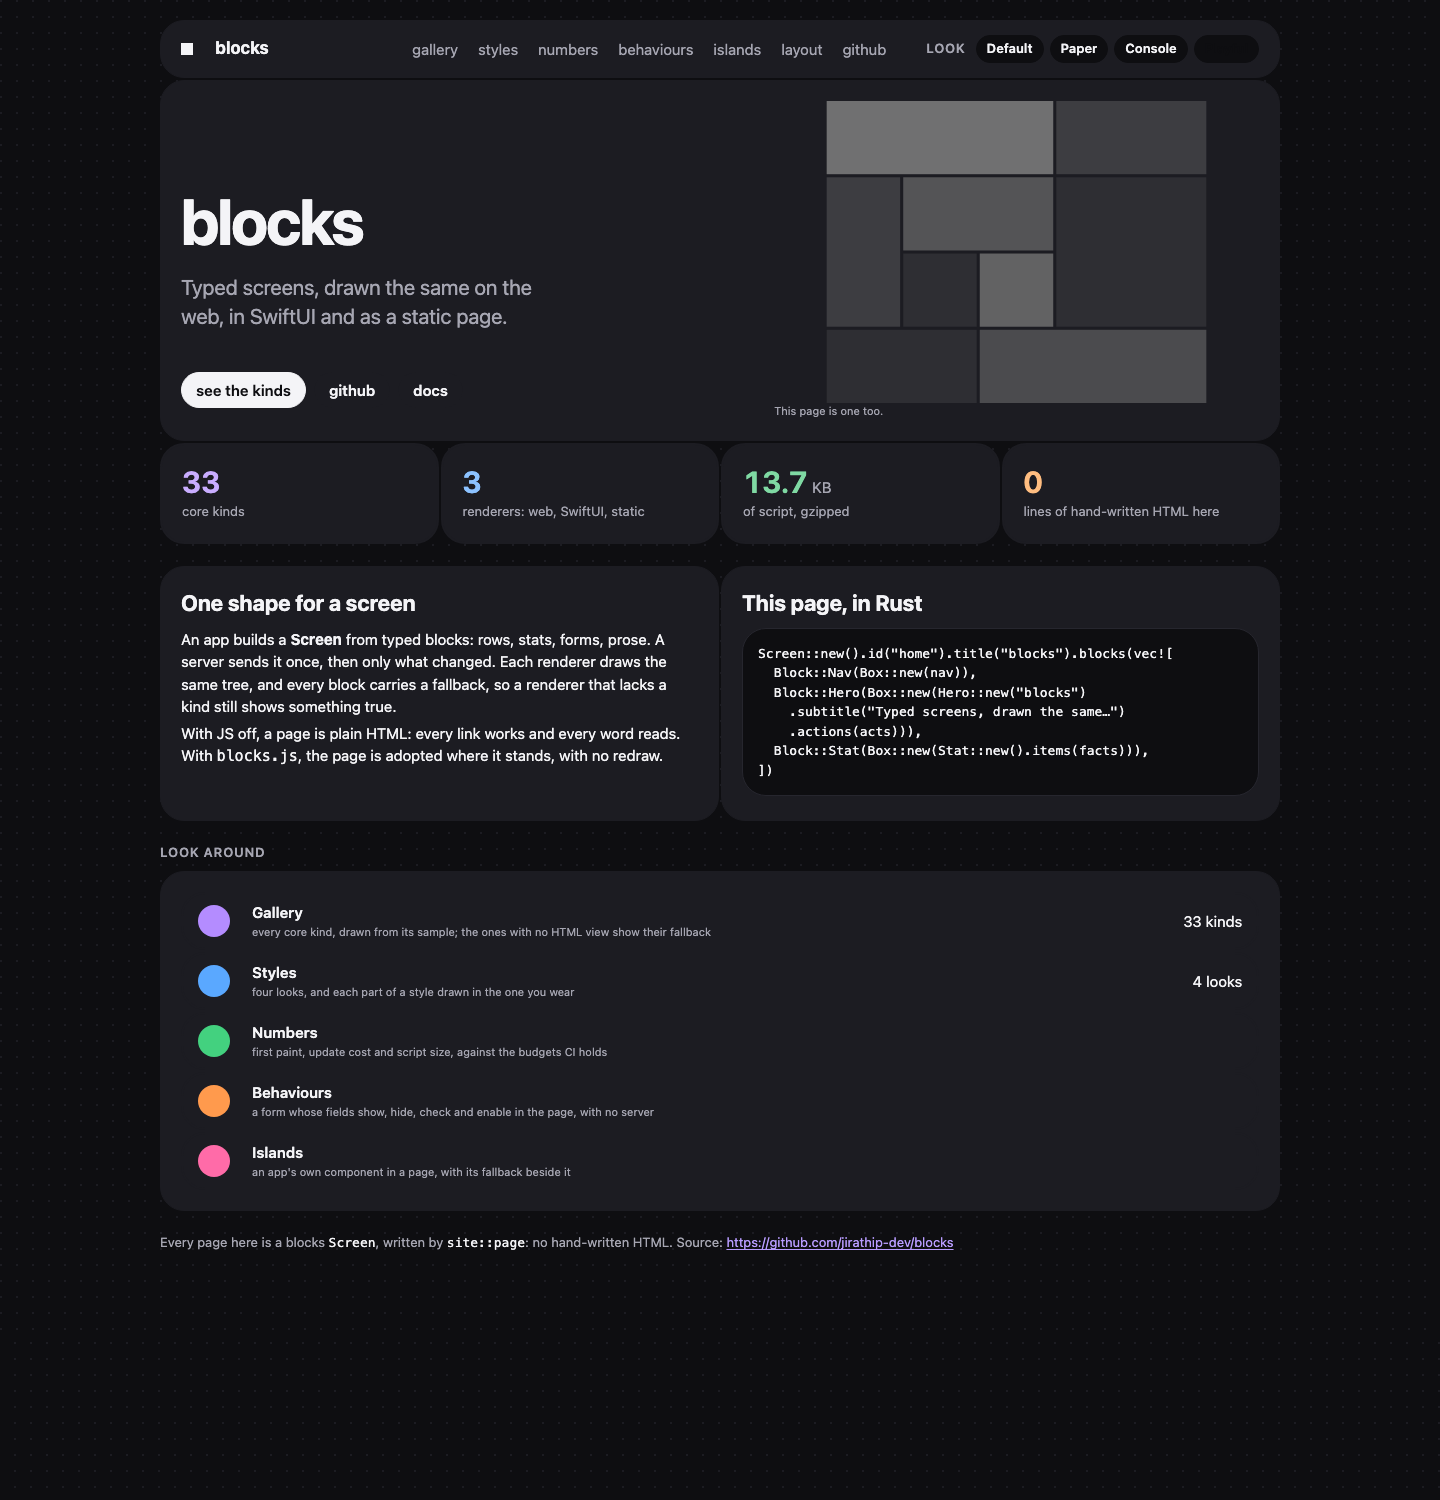 blocks
gallery styles numbers behaviours islands layout github
LOOK Default Paper Console
blocks
Typed screens, drawn the same on the
web, in SwiftUI and as a static page.
see the kinds github docs
This page is one too.
33
core kinds
3
renderers: web, SwiftUI, static
13.7 KB
of script, gzipped
0
lines of hand-written HTML here
One shape for a screen
An app builds a Screen from typed blocks: rows, stats, forms, prose. A
server sends it once, then only what changed. Each renderer draws the
same tree, and every block carries a fallback, so a renderer that lacks a
kind still shows something true.
With JS off, a page is plain HTML: every link works and every word reads.
With blocks.js, the page is adopted where it stands, with no redraw.
This page, in Rust
Screen::new().id("home").title("blocks").blocks(vec![
  Block::Nav(Box::new(nav)),
  Block::Hero(Box::new(Hero::new("blocks")
    .subtitle("Typed screens, drawn the same…")
    .actions(acts))),
  Block::Stat(Box::new(Stat::new().items(facts))),
])
LOOK AROUND
Gallery
every core kind, drawn from its sample; the ones with no HTML view show their fallback
33 kinds
Styles
four looks, and each part of a style drawn in the one you wear
4 looks
Numbers
first paint, update cost and script size, against the budgets CI holds
Behaviours
a form whose fields show, hide, check and enable in the page, with no server
Islands
an app's own component in a page, with its fallback beside it
Every page here is a blocks Screen, written by site::page: no hand-written HTML. Source: https://github.com/jirathip-dev/blocks